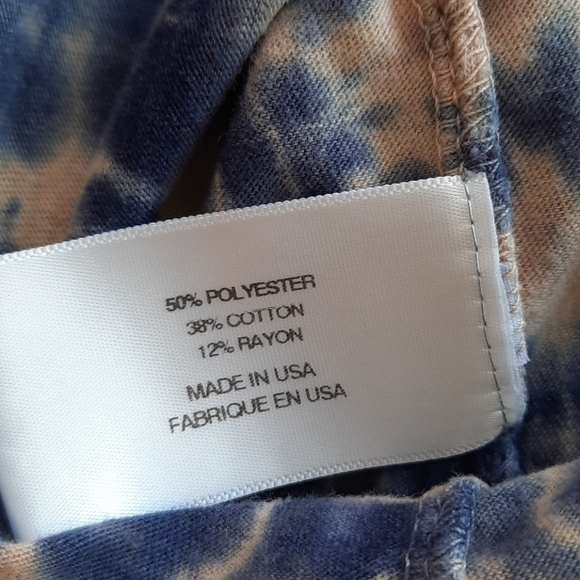 50% POLYESTER
38% COTTON
12% RAYON
MADE IN USA
FABRIQUE EN USA